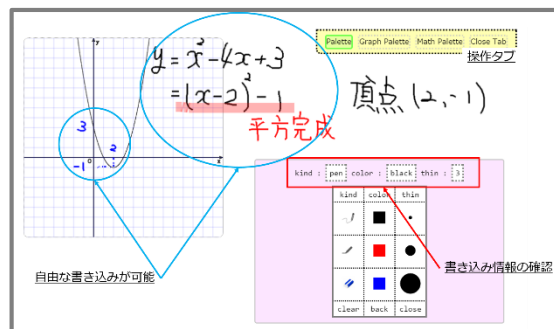 y = x² - 4x + 3
= (x-2)² - 1
平方完成
頂点 (2, -1)
Palette Graph Palette Math Palette Close Tab
操作タブ
y
3
2
0
-1
kind : pen color : black thin : 3
kind color thin
clear back close
自由な書き込みが可能
書き込み情報の確認